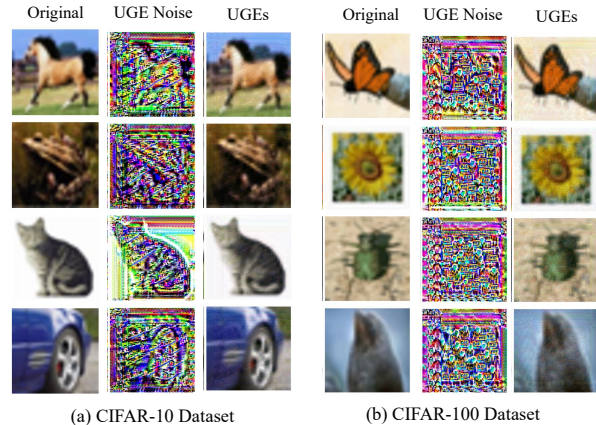 Original UGE Noise UGEs Original UGE Noise UGEs
(a) CIFAR-10 Dataset (b) CIFAR-100 Dataset